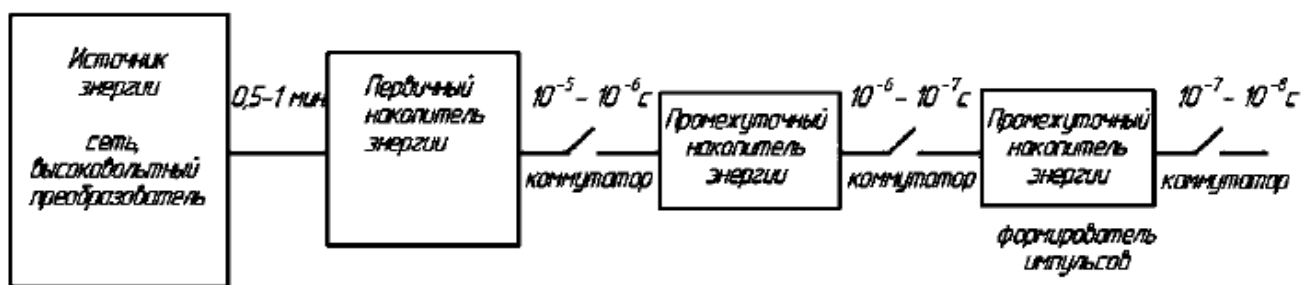 Источник
энергии
сеть,
высоковольтный
преобразователь
0,5–1 мин
Первичный
накопитель
энергии
10⁻⁵ – 10⁻⁶ с
коммутатор
Промежуточный
накопитель
энергии
10⁻⁶ – 10⁻⁷ с
коммутатор
Промежуточный
накопитель
энергии
формирователь
импульсов
10⁻⁷ – 10⁻⁸ с
коммутатор